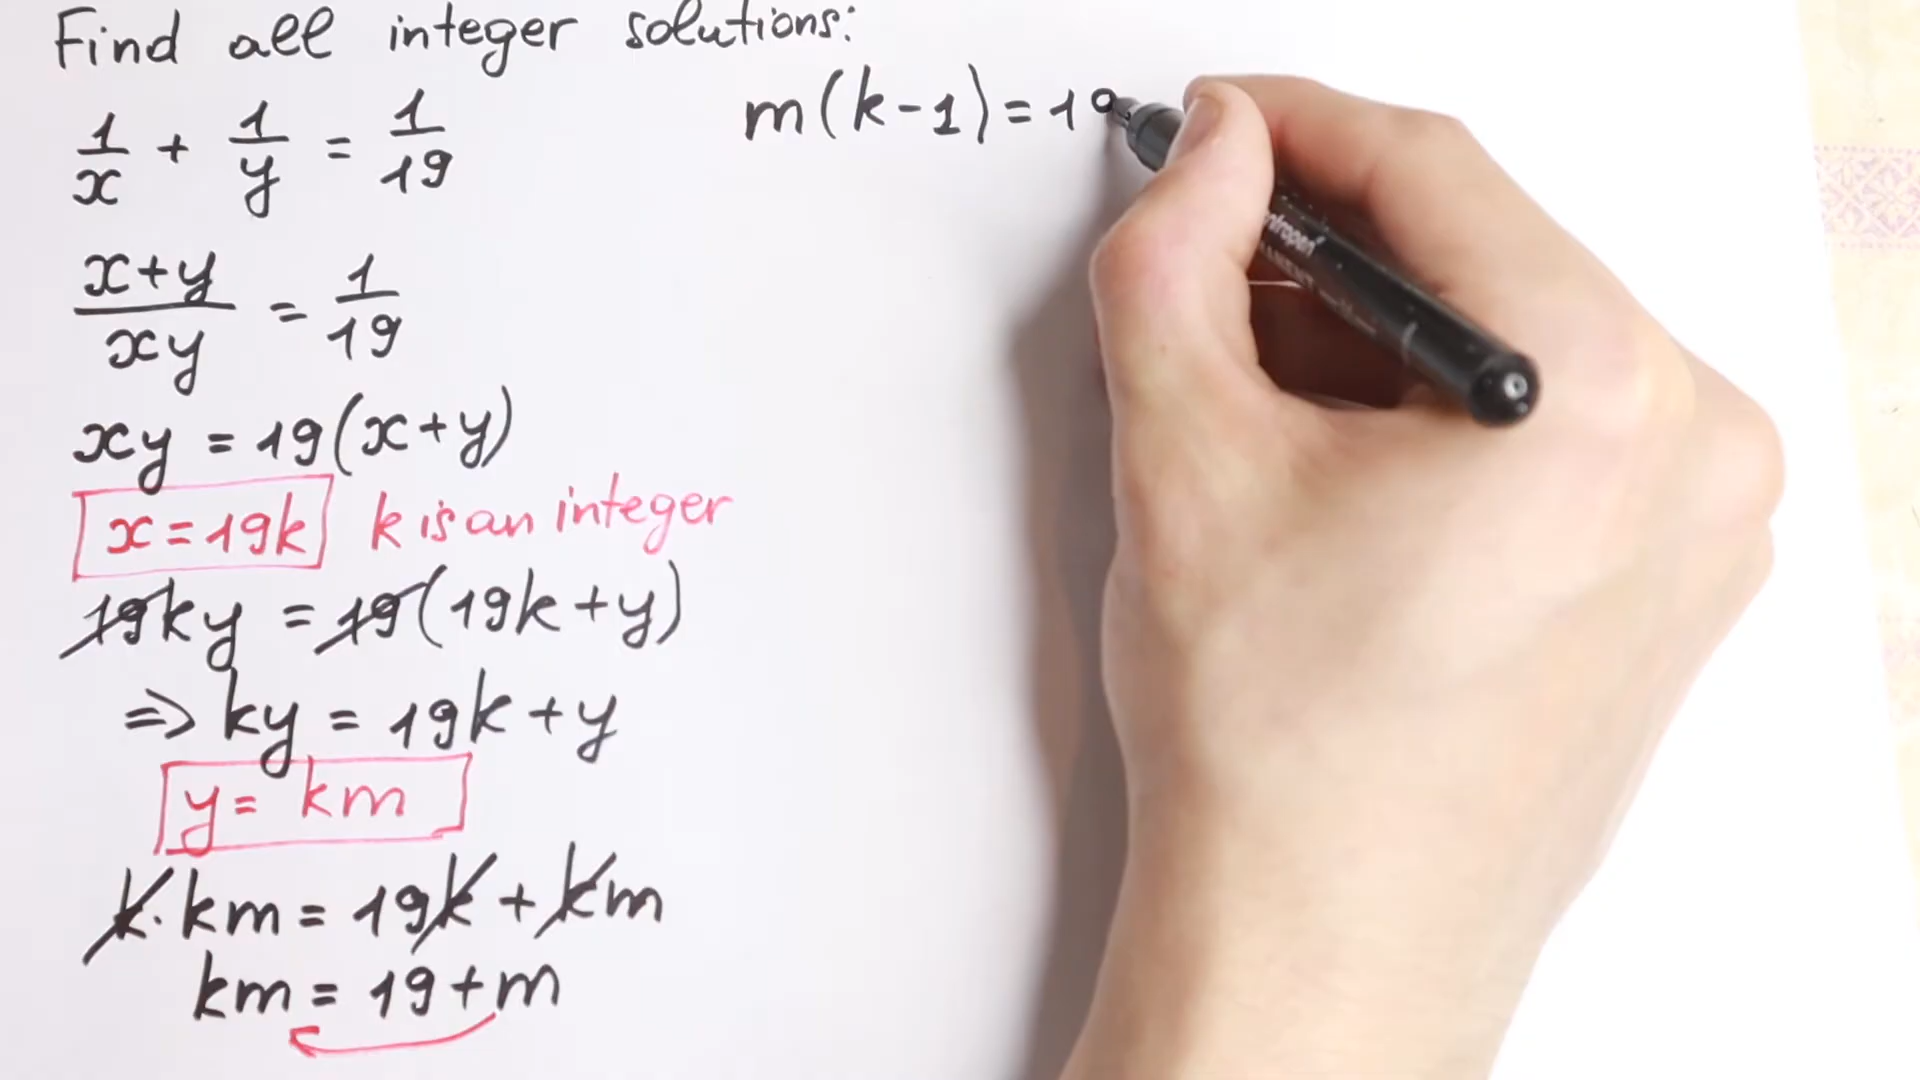 Find all integer solutions:
1/x + 1/y = 1/19
(x+y)/(xy) = 1/19
xy = 19(x+y)
x = 19k k is an integer
19ky = 19(19k+y)
⇒ ky = 19k + y
y = km
k·km = 19k + km
km = 19 + m
m(k-1) = 19